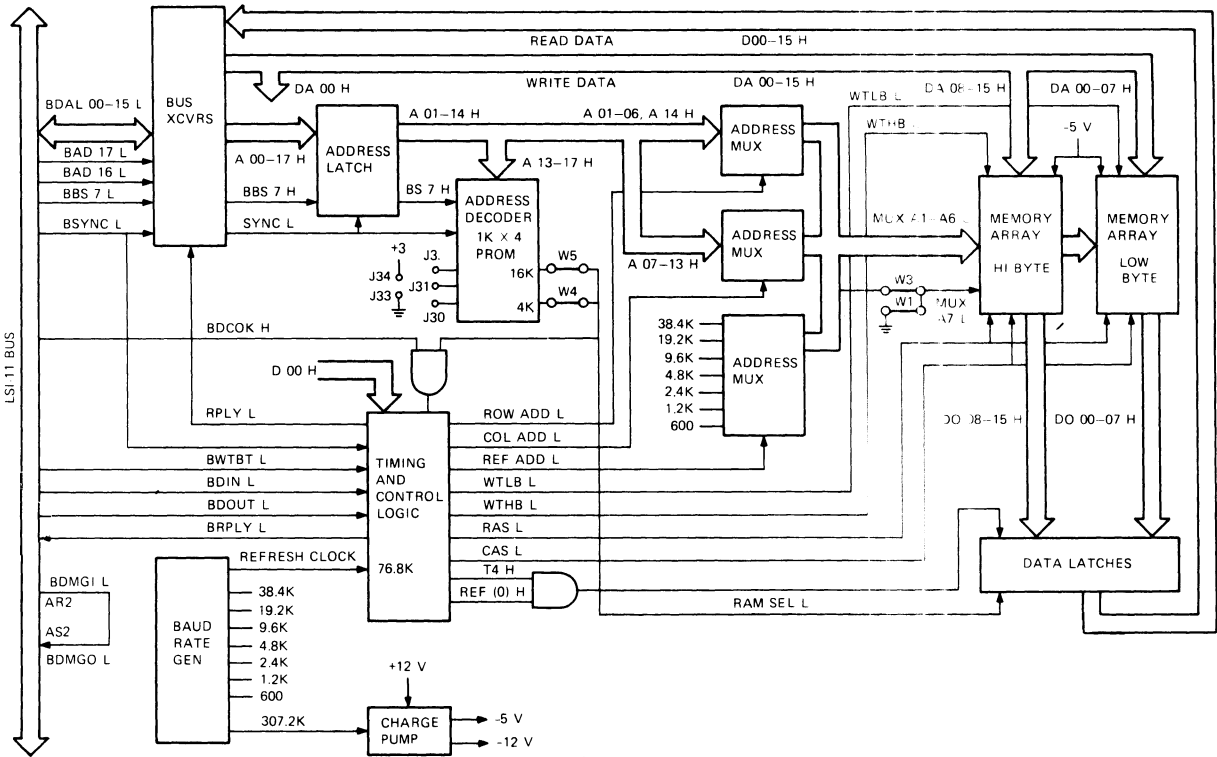 READ DATA D00–15 H
WRITE DATA DA 00–15 H
DA 00 H
BUS
XCVRS
BDAL 00–15 L
BAD 17 L
BAD 16 L
BBS 7 L
BSYNC L
A 00–17 H
BBS 7 H
SYNC L
ADDRESS
LATCH
A 01–14 H
A 01–06, A 14 H
A 13–17 H
BS 7 H
ADDRESS
DECODER
1K X 4
PROM
16K
4K
W5
W4
+3
J34
J33
J31
J30
ADDRESS
MUX
ADDRESS
MUX
A 07–13 H
ADDRESS
MUX
38.4K
19.2K
9.6K
4.8K
2.4K
1.2K
600
WTLB L
DA 08–15 H
DA 00–07 H
-5 V
MEMORY
ARRAY
HI BYTE
MEMORY
ARRAY
LOW
BYTE
W3
W1
MUX
A7 L
LSI-11 BUS
BDCOK H
D 00 H
RPLY L
BWTBT L
BDIN L
BDOUT L
BRPLY L
TIMING
AND
CONTROL
LOGIC
76.8K
ROW ADD L
COL ADD L
REF ADD L
WTLB L
WTHB L
RAS L
CAS L
T4 H
REF (0) H
RAM SEL L
DO 00–07 H
DATA LATCHES
REFRESH CLOCK
BDMGI L
AR2
AS2
BDMGO L
BAUD
RATE
GEN
38.4K
19.2K
9.6K
4.8K
2.4K
1.2K
600
307.2K
+12 V
CHARGE
PUMP
-5 V
-12 V